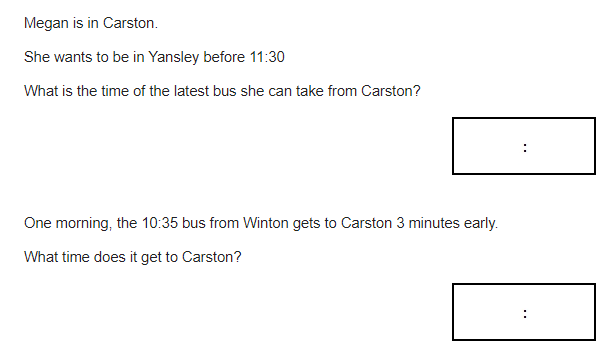 Megan is in Carston.
She wants to be in Yansley before 11:30
What is the time of the latest bus she can take from Carston?
:
One morning, the 10:35 bus from Winton gets to Carston 3 minutes early.
What time does it get to Carston?
: